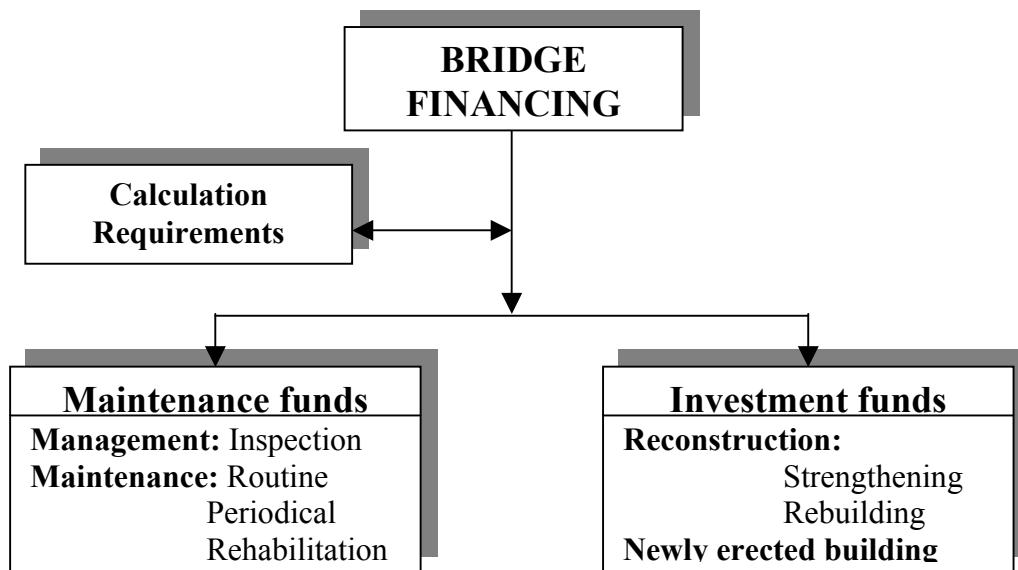 BRIDGE
FINANCING
Calculation
Requirements
Maintenance funds
Management: Inspection
Maintenance: Routine
Periodical
Rehabilitation
Investment funds
Reconstruction:
Strengthening
Rebuilding
Newly erected building